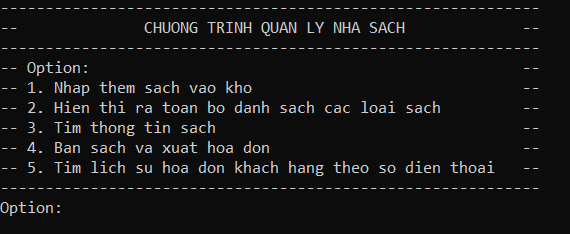 ------------------------------------------------------------
--              CHUONG TRINH QUAN LY NHA SACH             --
------------------------------------------------------------
-- Option:                                                --
-- 1. Nhap them sach vao kho                              --
-- 2. Hien thi ra toan bo danh sach cac loai sach         --
-- 3. Tim thong tin sach                                  --
-- 4. Ban sach va xuat hoa don                            --
-- 5. Tim lich su hoa don khach hang theo so dien thoai   --
------------------------------------------------------------
Option: